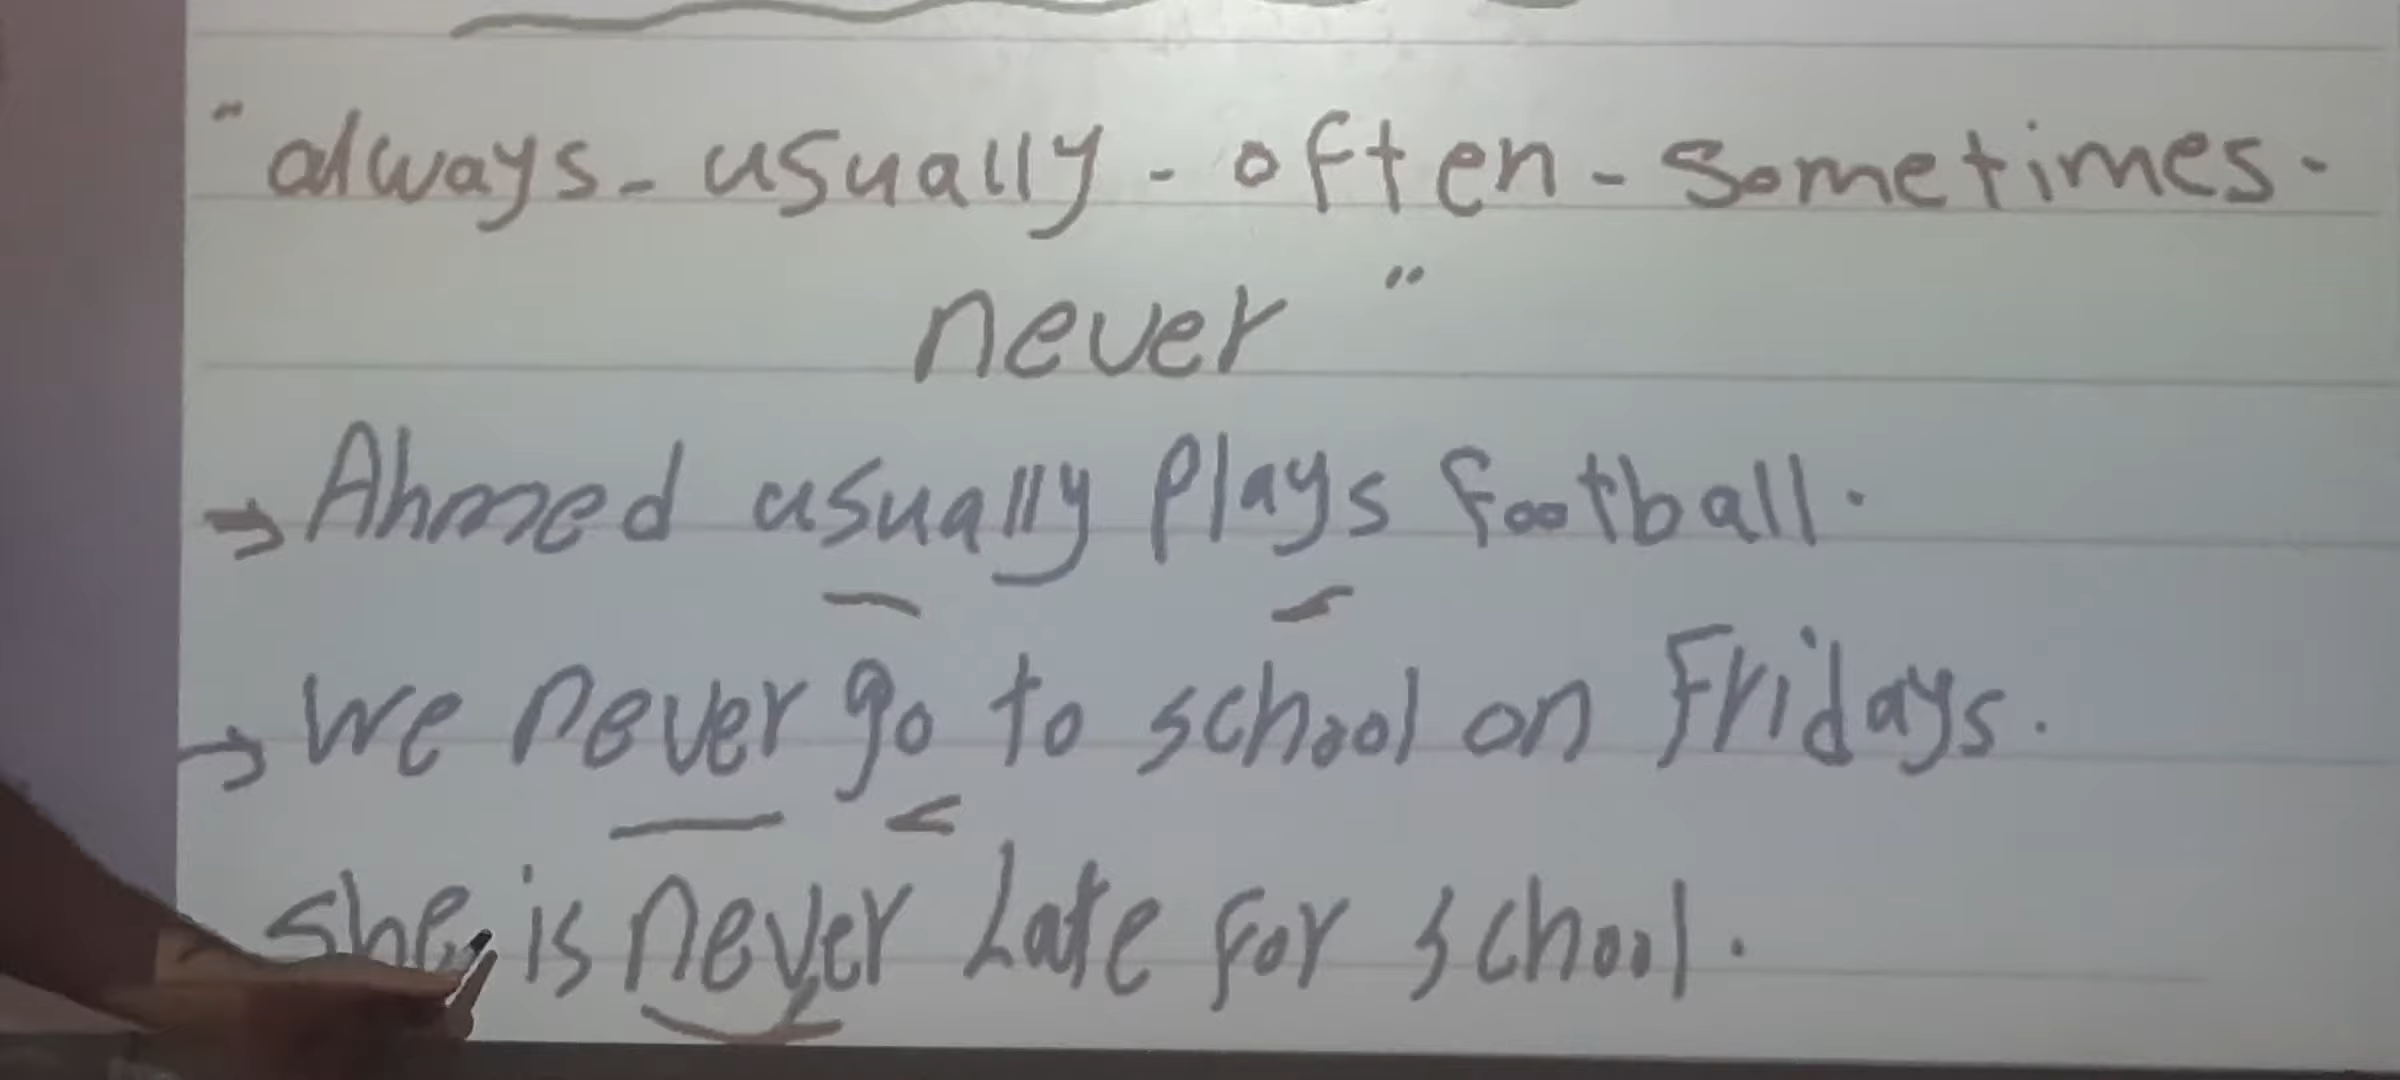 "always - usually - often - sometimes -
never"
→ Ahmed usually plays football.
→ We never go to school on Fridays.
she is never Late for school.